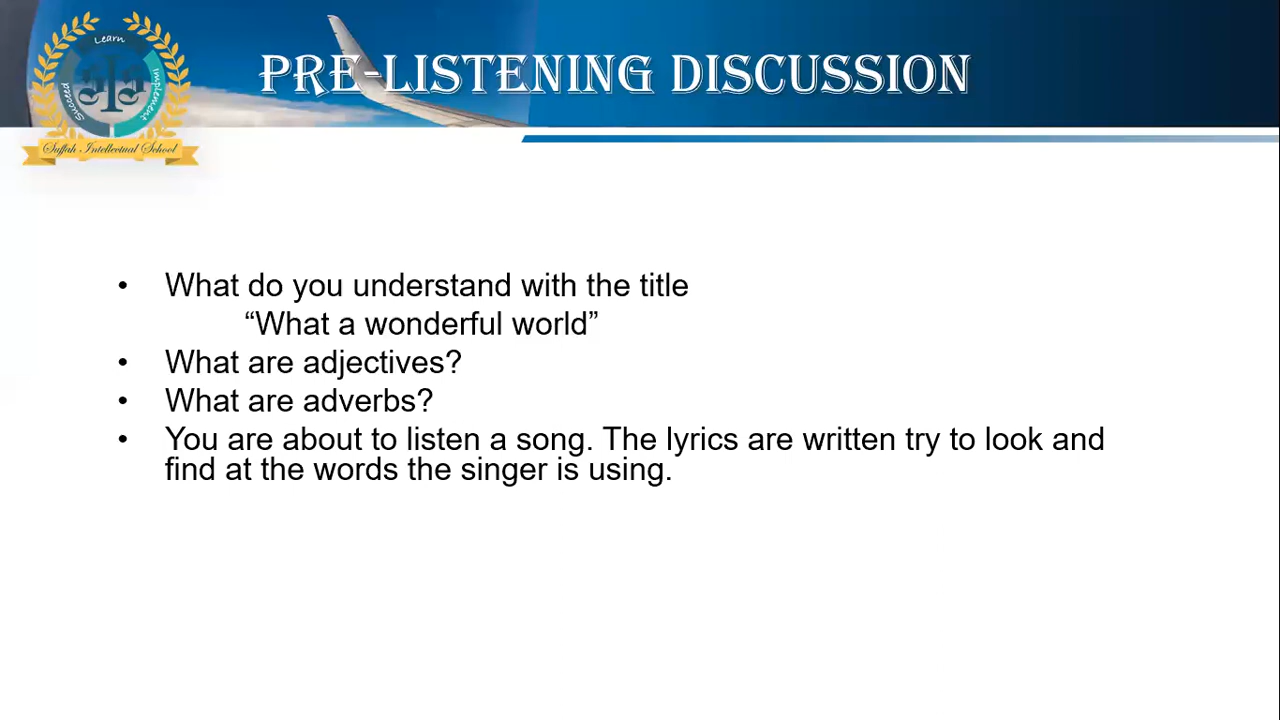 Learn
Succeed
Implement
SIS
Suffah Intellectual School
PRE-LISTENING DISCUSSION
• What do you understand with the title
“What a wonderful world”
• What are adjectives?
• What are adverbs?
• You are about to listen a song. The lyrics are written try to look and
find at the words the singer is using.